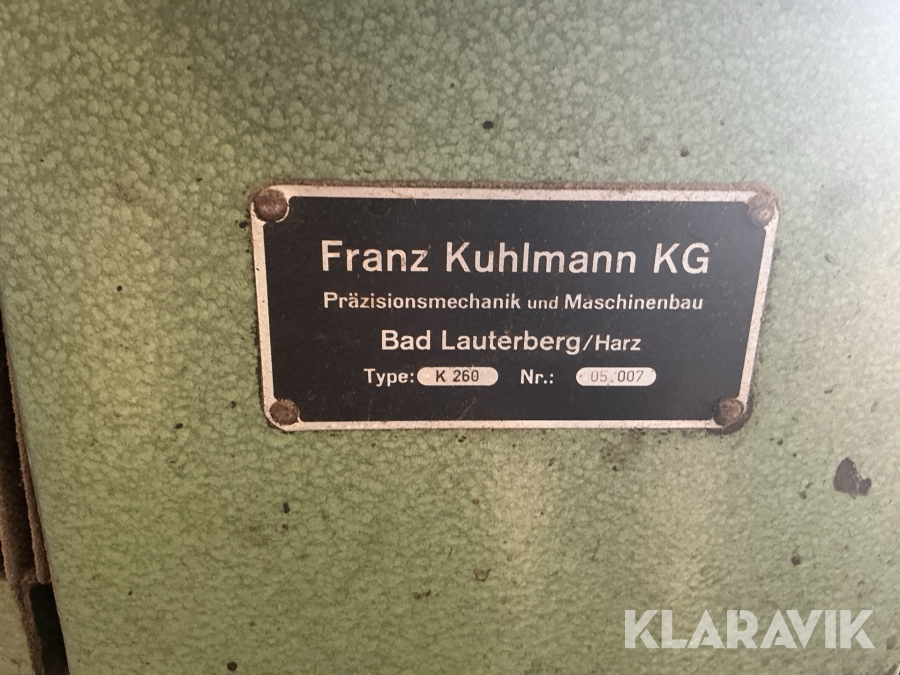 Franz Kuhlmann KG
Präzisionsmechanik und Maschinenbau
Bad Lauterberg/Harz
Type: K 260 Nr.: 05.007
KLARAVIK